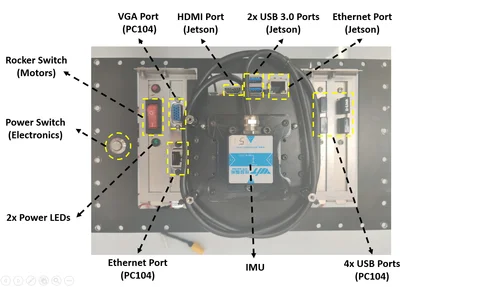 VGA Port
(PC104)
HDMI Port
(Jetson)
2x USB 3.0 Ports
(Jetson)
Ethernet Port
(Jetson)
Rocker Switch
(Motors)
Power Switch
(Electronics)
2x Power LEDs
Ethernet Port
(PC104)
IMU
4x USB Ports
(PC104)